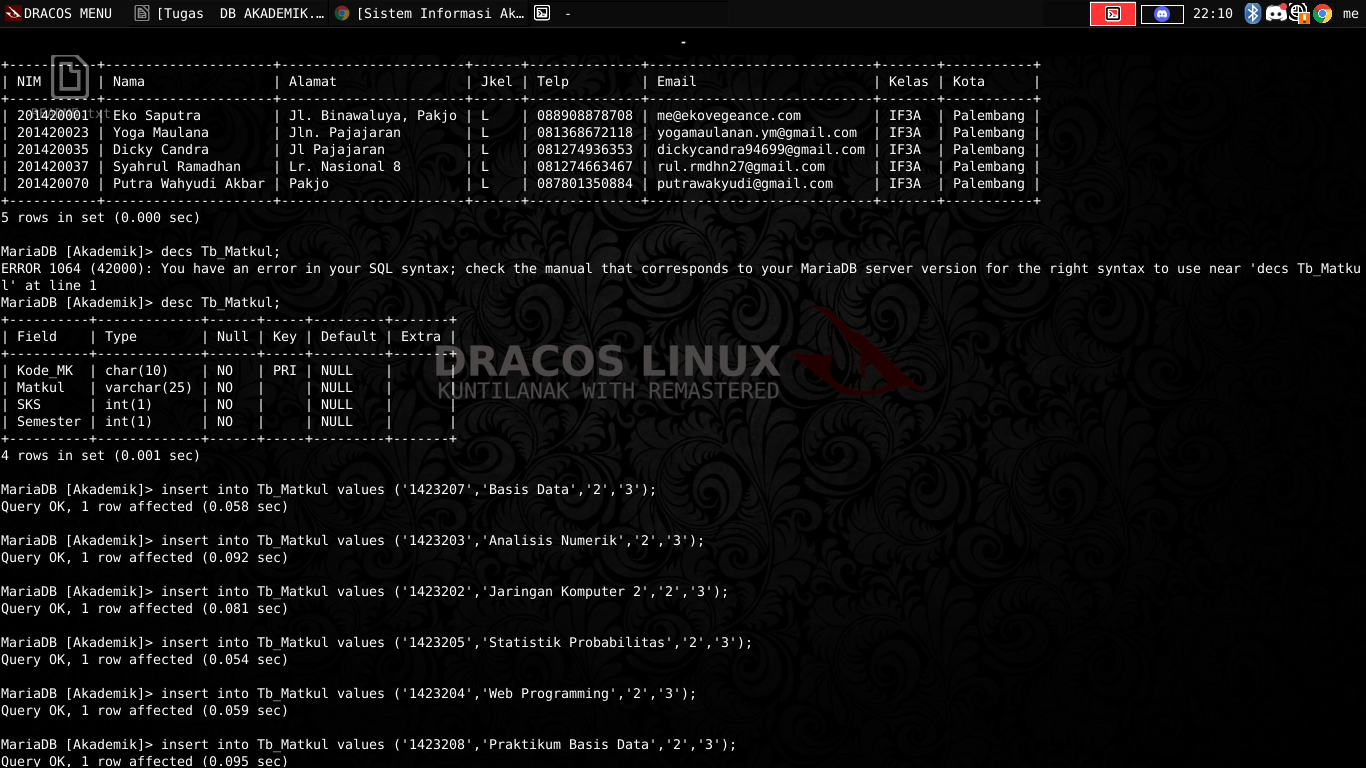 DRACOS MENU [Tugas  DB AKADEMIK.... [Sistem Informasi Ak... - 22:10 me
-
+-----------+---------------------+-----------------------+------+--------------+----------------------------+-------+-----------+
| NIM       | Nama                | Alamat                | Jkel | Telp         | Email                      | Kelas | Kota      |
+-----------+---------------------+-----------------------+------+--------------+----------------------------+-------+-----------+
| 201420001 | Eko Saputra         | Jl. Binawaluya, Pakjo | L    | 088908878708 | me@ekovegeance.com         | IF3A  | Palembang |
| 201420023 | Yoga Maulana        | Jln. Pajajaran        | L    | 081368672118 | yogamaulanan.ym@gmail.com  | IF3A  | Palembang |
| 201420035 | Dicky Candra        | Jl Pajajaran          | L    | 081274936353 | dickycandra94699@gmail.com | IF3A  | Palembang |
| 201420037 | Syahrul Ramadhan    | Lr. Nasional 8        | L    | 081274663467 | rul.rmdhn27@gmail.com      | IF3A  | Palembang |
| 201420070 | Putra Wahyudi Akbar | Pakjo                 | L    | 087801350884 | putrawakyudi@gmail.com     | IF3A  | Palembang |
+-----------+---------------------+-----------------------+------+--------------+----------------------------+-------+-----------+
5 rows in set (0.000 sec)
MariaDB [Akademik]> decs Tb_Matkul;
ERROR 1064 (42000): You have an error in your SQL syntax; check the manual that corresponds to your MariaDB server version for the right syntax to use near 'decs Tb_Matku
l' at line 1
MariaDB [Akademik]> desc Tb_Matkul;
+----------+-------------+------+-----+---------+-------+
| Field    | Type        | Null | Key | Default | Extra |
+----------+-------------+------+-----+---------+-------+
| Kode_MK  | char(10)    | NO   | PRI | NULL    |       |
| Matkul   | varchar(25) | NO   |     | NULL    |       |
| SKS      | int(1)      | NO   |     | NULL    |       |
| Semester | int(1)      | NO   |     | NULL    |       |
+----------+-------------+------+-----+---------+-------+
DRACOS LINUX
KUNTILANAK WITH REMASTERED
4 rows in set (0.001 sec)
MariaDB [Akademik]> insert into Tb_Matkul values ('1423207','Basis Data','2','3');
Query OK, 1 row affected (0.058 sec)
MariaDB [Akademik]> insert into Tb_Matkul values ('1423203','Analisis Numerik','2','3');
Query OK, 1 row affected (0.092 sec)
MariaDB [Akademik]> insert into Tb_Matkul values ('1423202','Jaringan Komputer 2','2','3');
Query OK, 1 row affected (0.081 sec)
MariaDB [Akademik]> insert into Tb_Matkul values ('1423205','Statistik Probabilitas','2','3');
Query OK, 1 row affected (0.054 sec)
MariaDB [Akademik]> insert into Tb_Matkul values ('1423204','Web Programming','2','3');
Query OK, 1 row affected (0.059 sec)
MariaDB [Akademik]> insert into Tb_Matkul values ('1423208','Praktikum Basis Data','2','3');
Query OK, 1 row affected (0.095 sec)